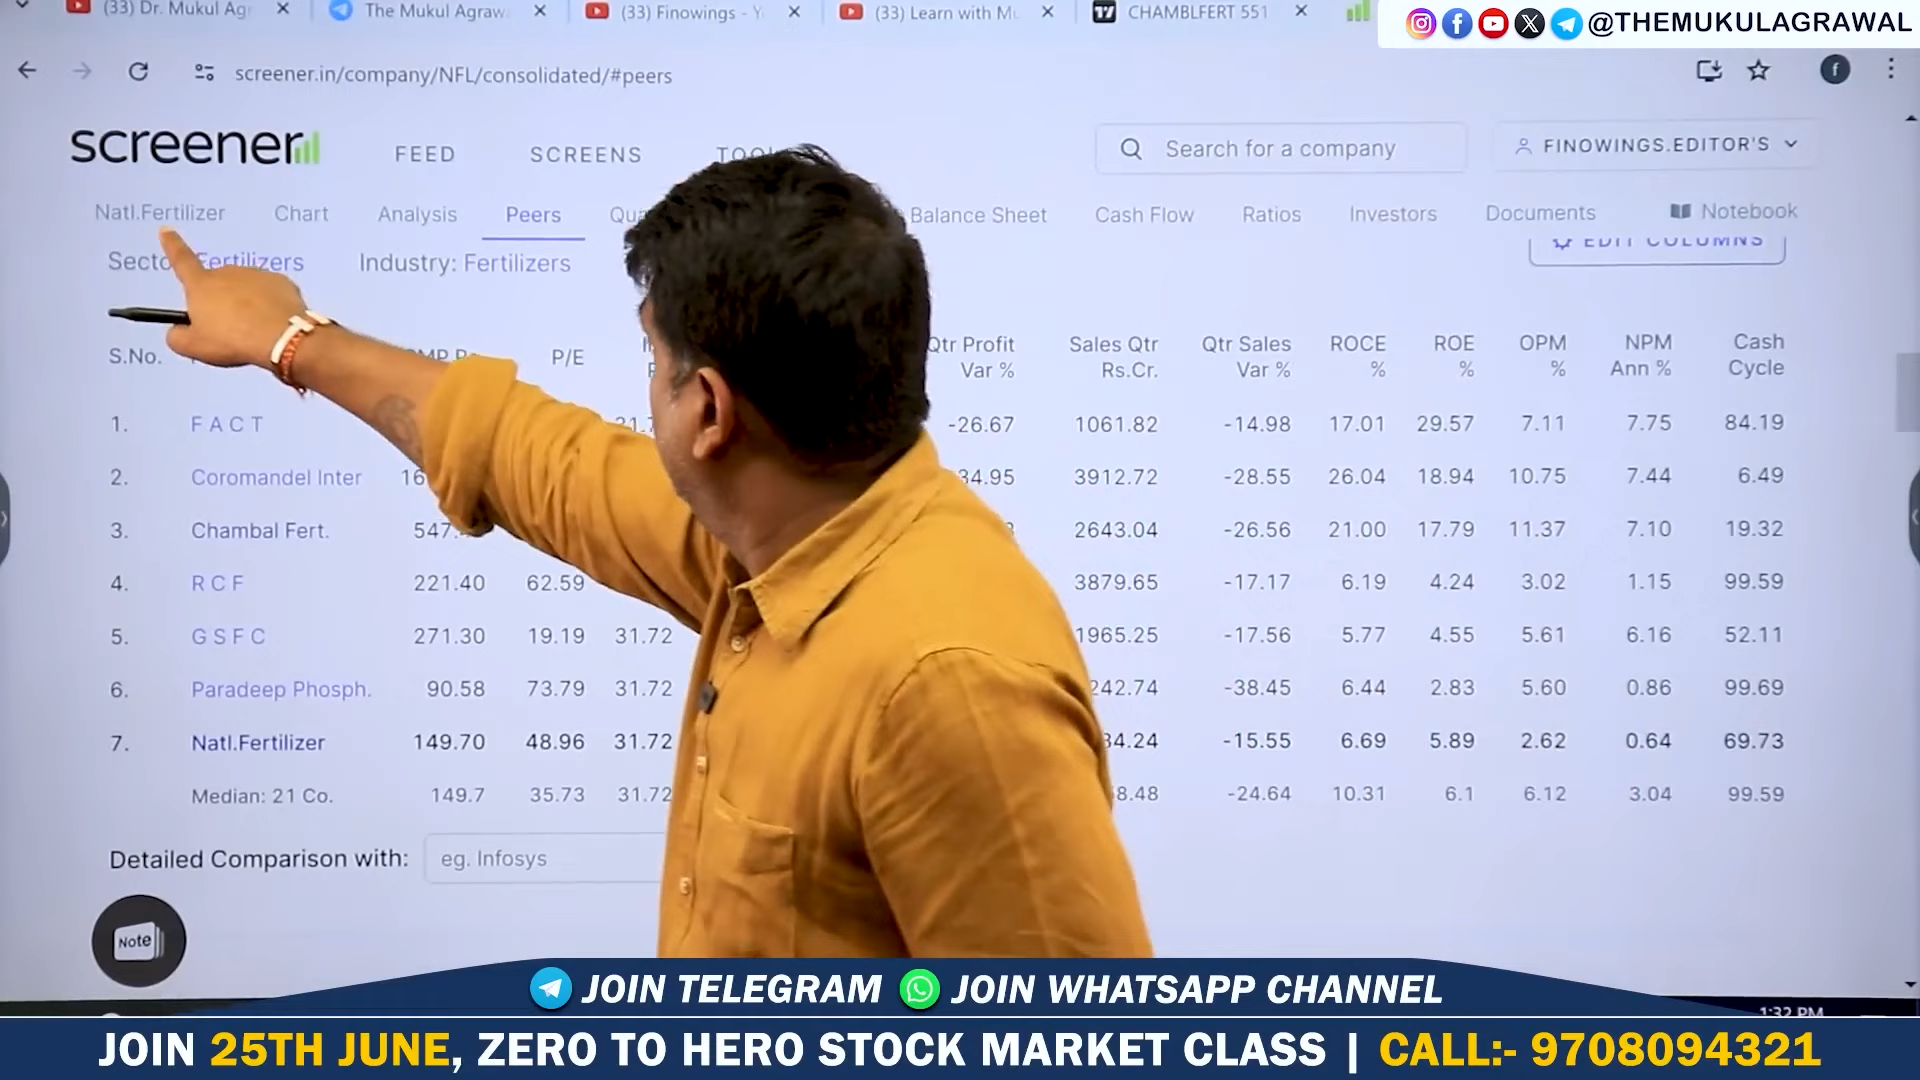 (33) Dr. Mukul Ag
The Mukul Agraw
(33) Finowings - Y
(33) Learn with Mu
CHAMBLFERT 551
@THEMUKULAGRAWAL
screener.in/company/NFL/consolidated/#peers
f
screener
FEED
SCREENS
Search for a company
FINOWINGS.EDITOR'S
Natl.Fertilizer
Chart
Analysis
Peers
Balance Sheet
Cash Flow
Ratios
Investors
Documents
Notebook
Fertilizers
Industry: Fertilizers
EDIT COLUMNS
S.No. P/E Qtr Profit Var % Sales Qtr Rs.Cr. Qtr Sales Var % ROCE % ROE % OPM % NPM Ann % Cash Cycle
1. F A C T -26.67 1061.82 -14.98 17.01 29.57 7.11 7.75 84.19
2. Coromandel Inter 3912.72 -28.55 26.04 18.94 10.75 7.44 6.49
3. Chambal Fert. 2643.04 -26.56 21.00 17.79 11.37 7.10 19.32
4. R C F 221.40 62.59 3879.65 -17.17 6.19 4.24 3.02 1.15 99.59
5. G S F C 271.30 19.19 31.72 1965.25 -17.56 5.77 4.55 5.61 6.16 52.11
6. Paradeep Phosph. 90.58 73.79 31.72 -38.45 6.44 2.83 5.60 0.86 99.69
7. Natl.Fertilizer 149.70 48.96 31.72 -15.55 6.69 5.89 2.62 0.64 69.73
Median: 21 Co. 149.7 35.73 31.72 -24.64 10.31 6.1 6.12 3.04 99.59
Detailed Comparison with: eg. Infosys
Note
JOIN TELEGRAM JOIN WHATSAPP CHANNEL
1:32 PM
JOIN 25TH JUNE, ZERO TO HERO STOCK MARKET CLASS | CALL:- 9708094321